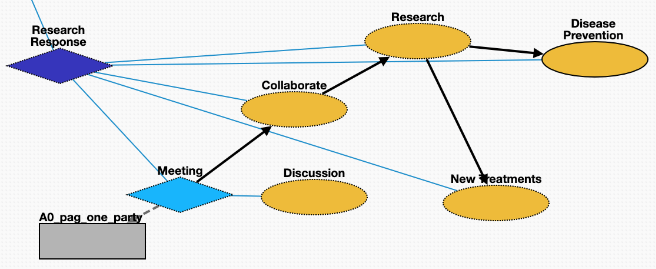 Research
Research
Response
Disease
Prevention
Collaborate
Meeting
Discussion
New Treatments
A0_pag_one_party